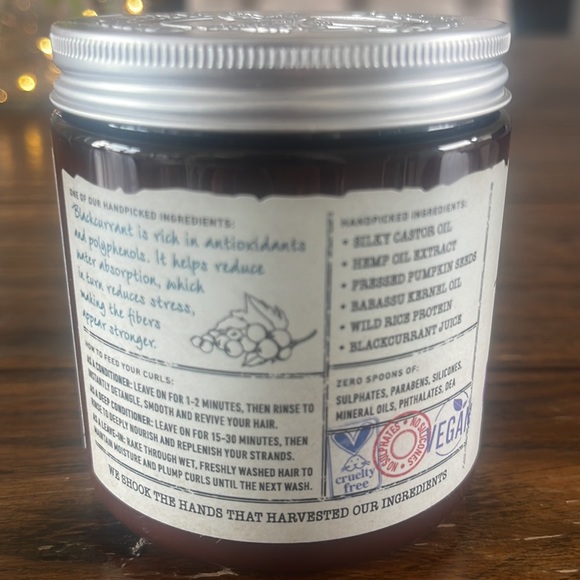 ONE OF OUR HANDPICKED INGREDIENTS:
Blackcurrant is rich in antioxidants
and polyphenols. It helps reduce
water absorption, which
in turn reduces stress,
making the fibers
appear stronger.
HOW TO FEED YOUR CURLS:
AS A CONDITIONER: LEAVE ON FOR 1-2 MINUTES, THEN RINSE TO
INSTANTLY DETANGLE, SMOOTH AND REVIVE YOUR HAIR.
AS A DEEP CONDITIONER: LEAVE ON FOR 15-30 MINUTES, THEN
RINSE TO DEEPLY NOURISH AND REPLENISH YOUR STRANDS.
AS A LEAVE-IN: RAKE THROUGH WET, FRESHLY WASHED HAIR TO
MAINTAIN MOISTURE AND PLUMP CURLS UNTIL THE NEXT WASH.
HANDPICKED INGREDIENTS:
• SILKY CASTOR OIL
• HEMP OIL EXTRACT
• PRESSED PUMPKIN SEEDS
• BABASSU KERNEL OIL
• WILD RICE PROTEIN
• BLACKCURRANT JUICE
ZERO SPOONS OF:
SULPHATES, PARABENS, SILICONES,
MINERAL OILS, PHTHALATES, DEA
cruelty
free
NO SULPHATES • NO SILICONES •
VEGAN
WE SHOOK THE HANDS THAT HARVESTED OUR INGREDIENTS